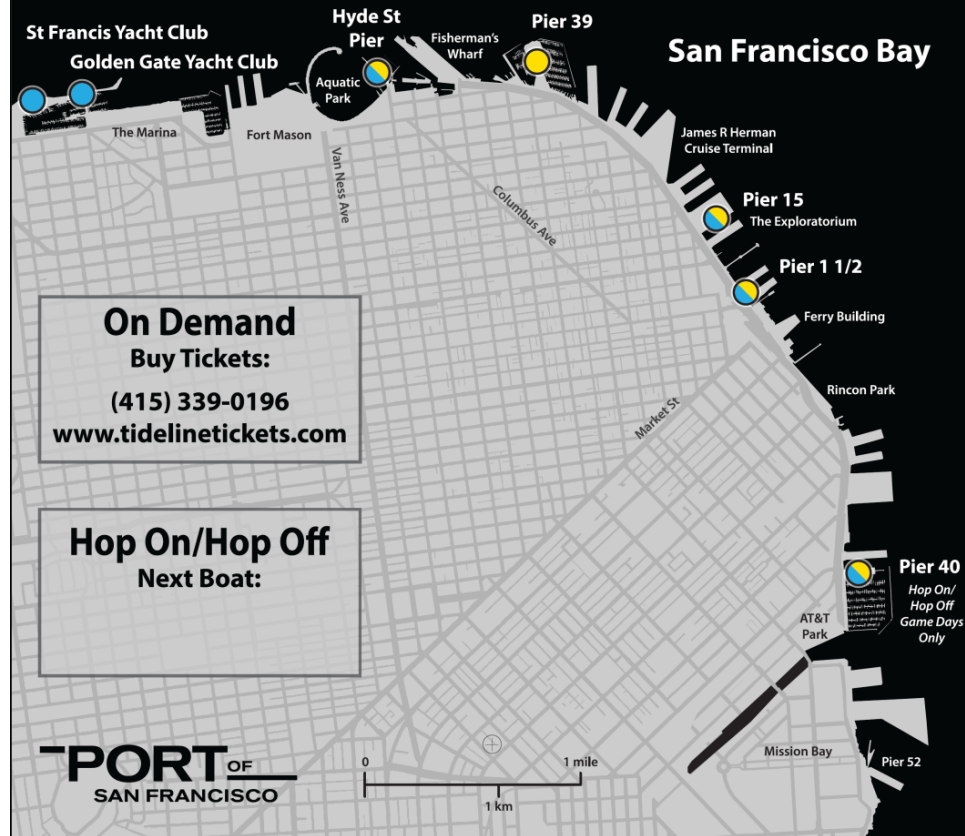 St Francis Yacht Club
Golden Gate Yacht Club
Hyde St
Pier
Fisherman's
Wharf
Pier 39
San Francisco Bay
Aquatic
Park
The Marina
Fort Mason
Van Ness Ave
Columbus Ave
James R Herman
Cruise Terminal
Pier 15
The Exploratorium
Pier 1 1/2
Ferry Building
Rincon Park
Market St
On Demand
Buy Tickets:
(415) 339-0196
www.tidelinetickets.com
Hop On/Hop Off
Next Boat:
Pier 40
Hop On/
Hop Off
Game Days
Only
AT&T
Park
Mission Bay
Pier 52
PORT OF
SAN FRANCISCO
0
1 mile
1 km